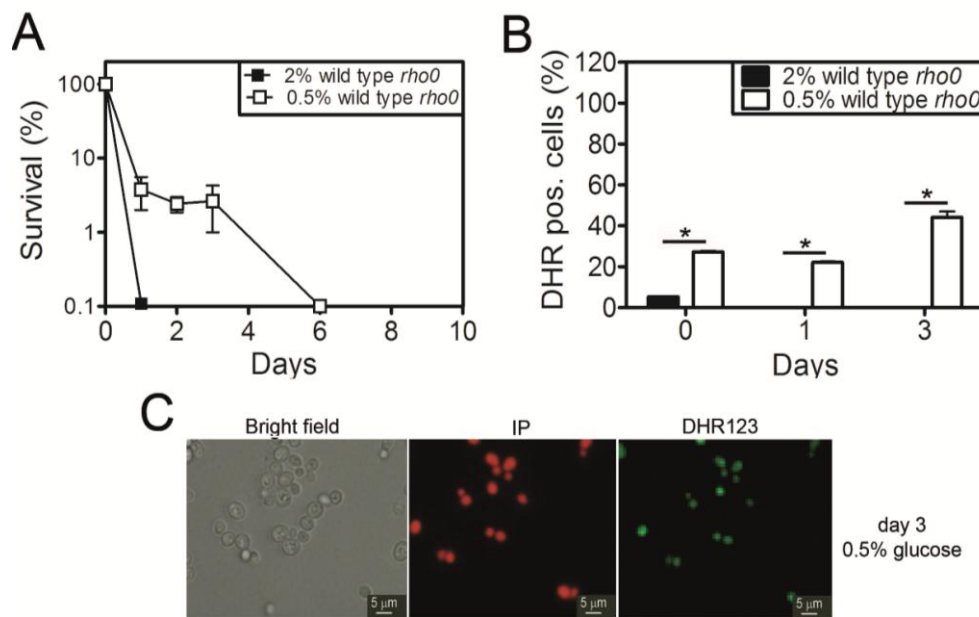 A
Survival (%)
100
10
1
0.1
2% wild type rho0
0.5% wild type rho0
0 2 4 6 8 10
Days
B
DHR pos. cells (%)
120
100
80
60
40
20
0
2% wild type rho0
0.5% wild type rho0
*
*
*
0 1 3
Days
C
Bright field
IP
DHR123
5 μm
5 μm
5 μm
day 3
0.5% glucose